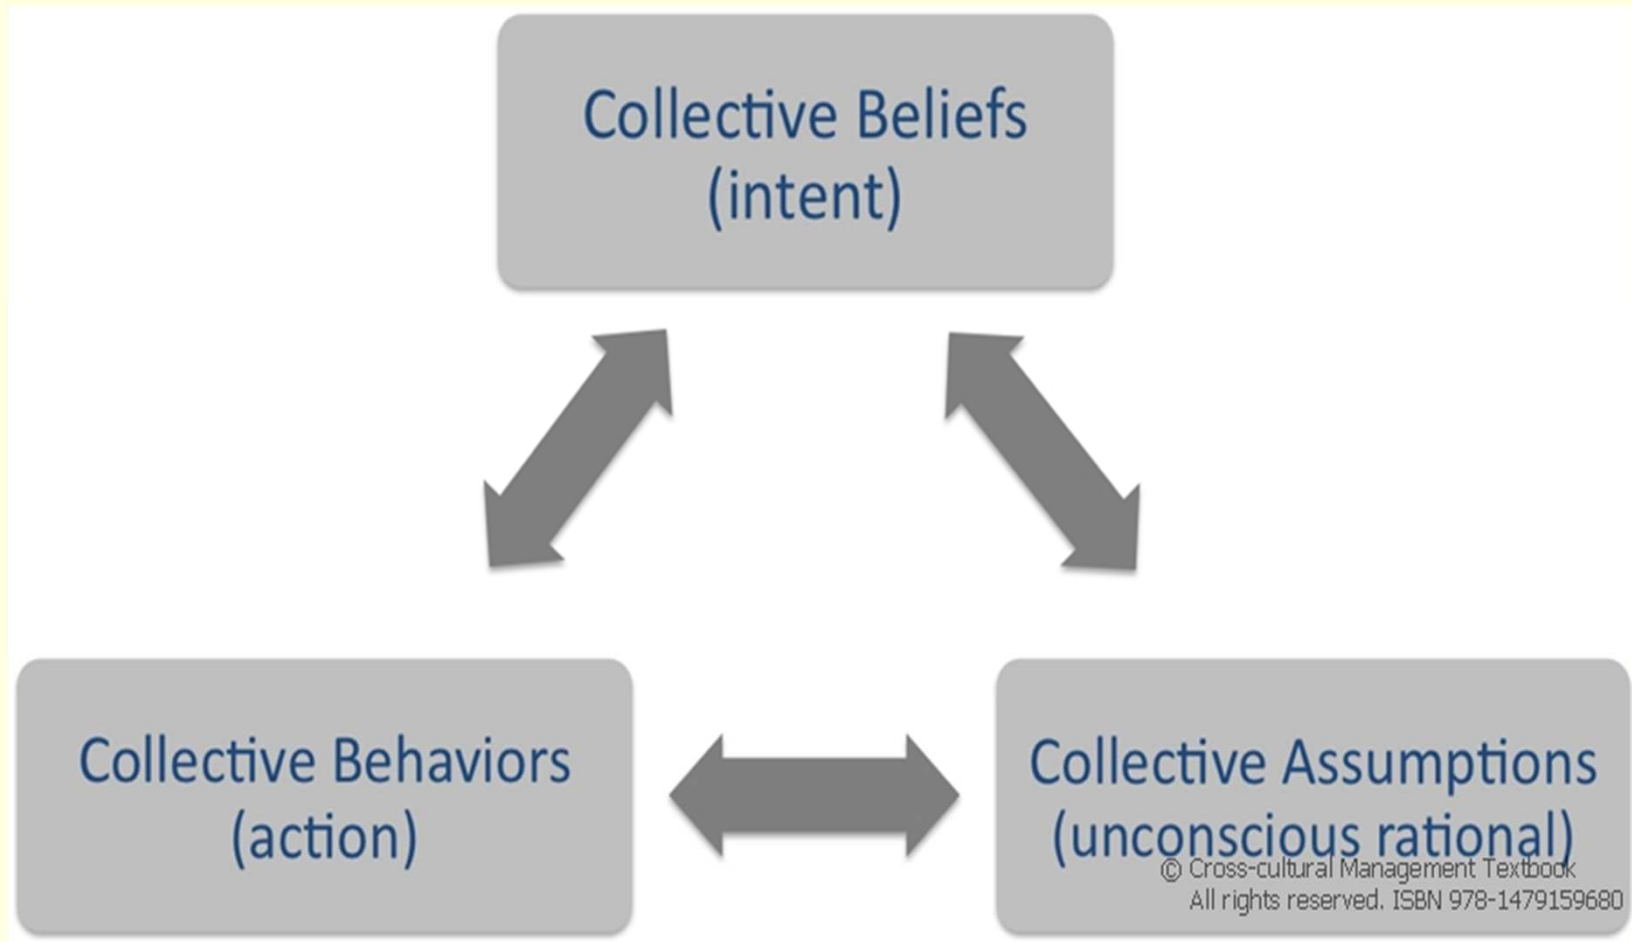 Collective Beliefs
(intent)
Collective Behaviors
(action)
Collective Assumptions
(unconscious rational)
© Cross-cultural Management Textbook
All rights reserved. ISBN 978-1479159680